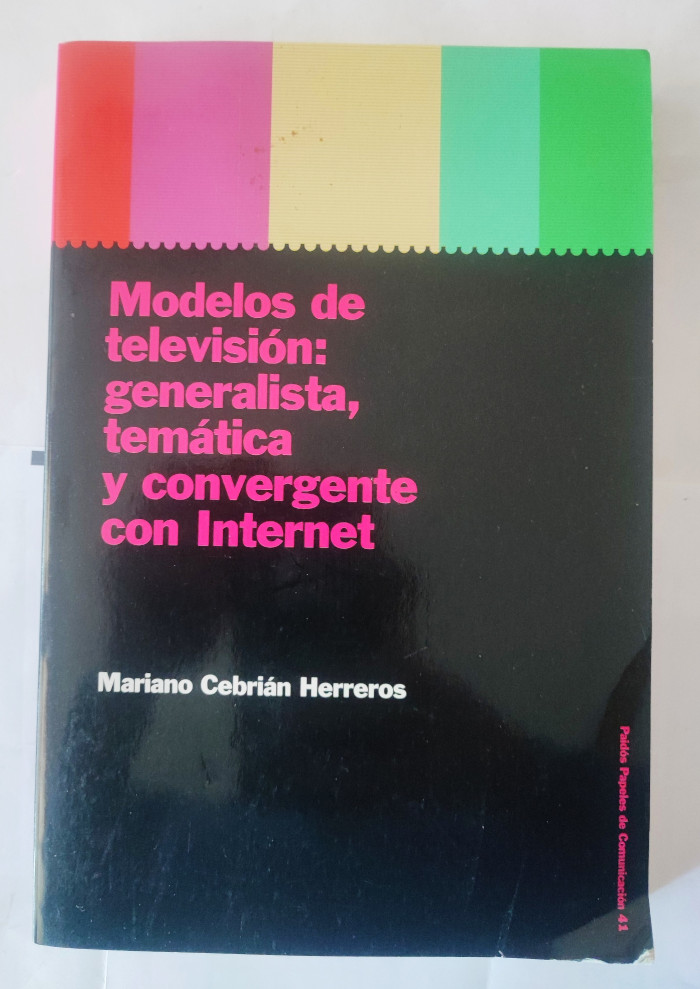 Modelos de
televisión:
generalista,
temática
y convergente
con Internet
Mariano Cebrián Herreros
Paidós Papeles de Comunicación 41